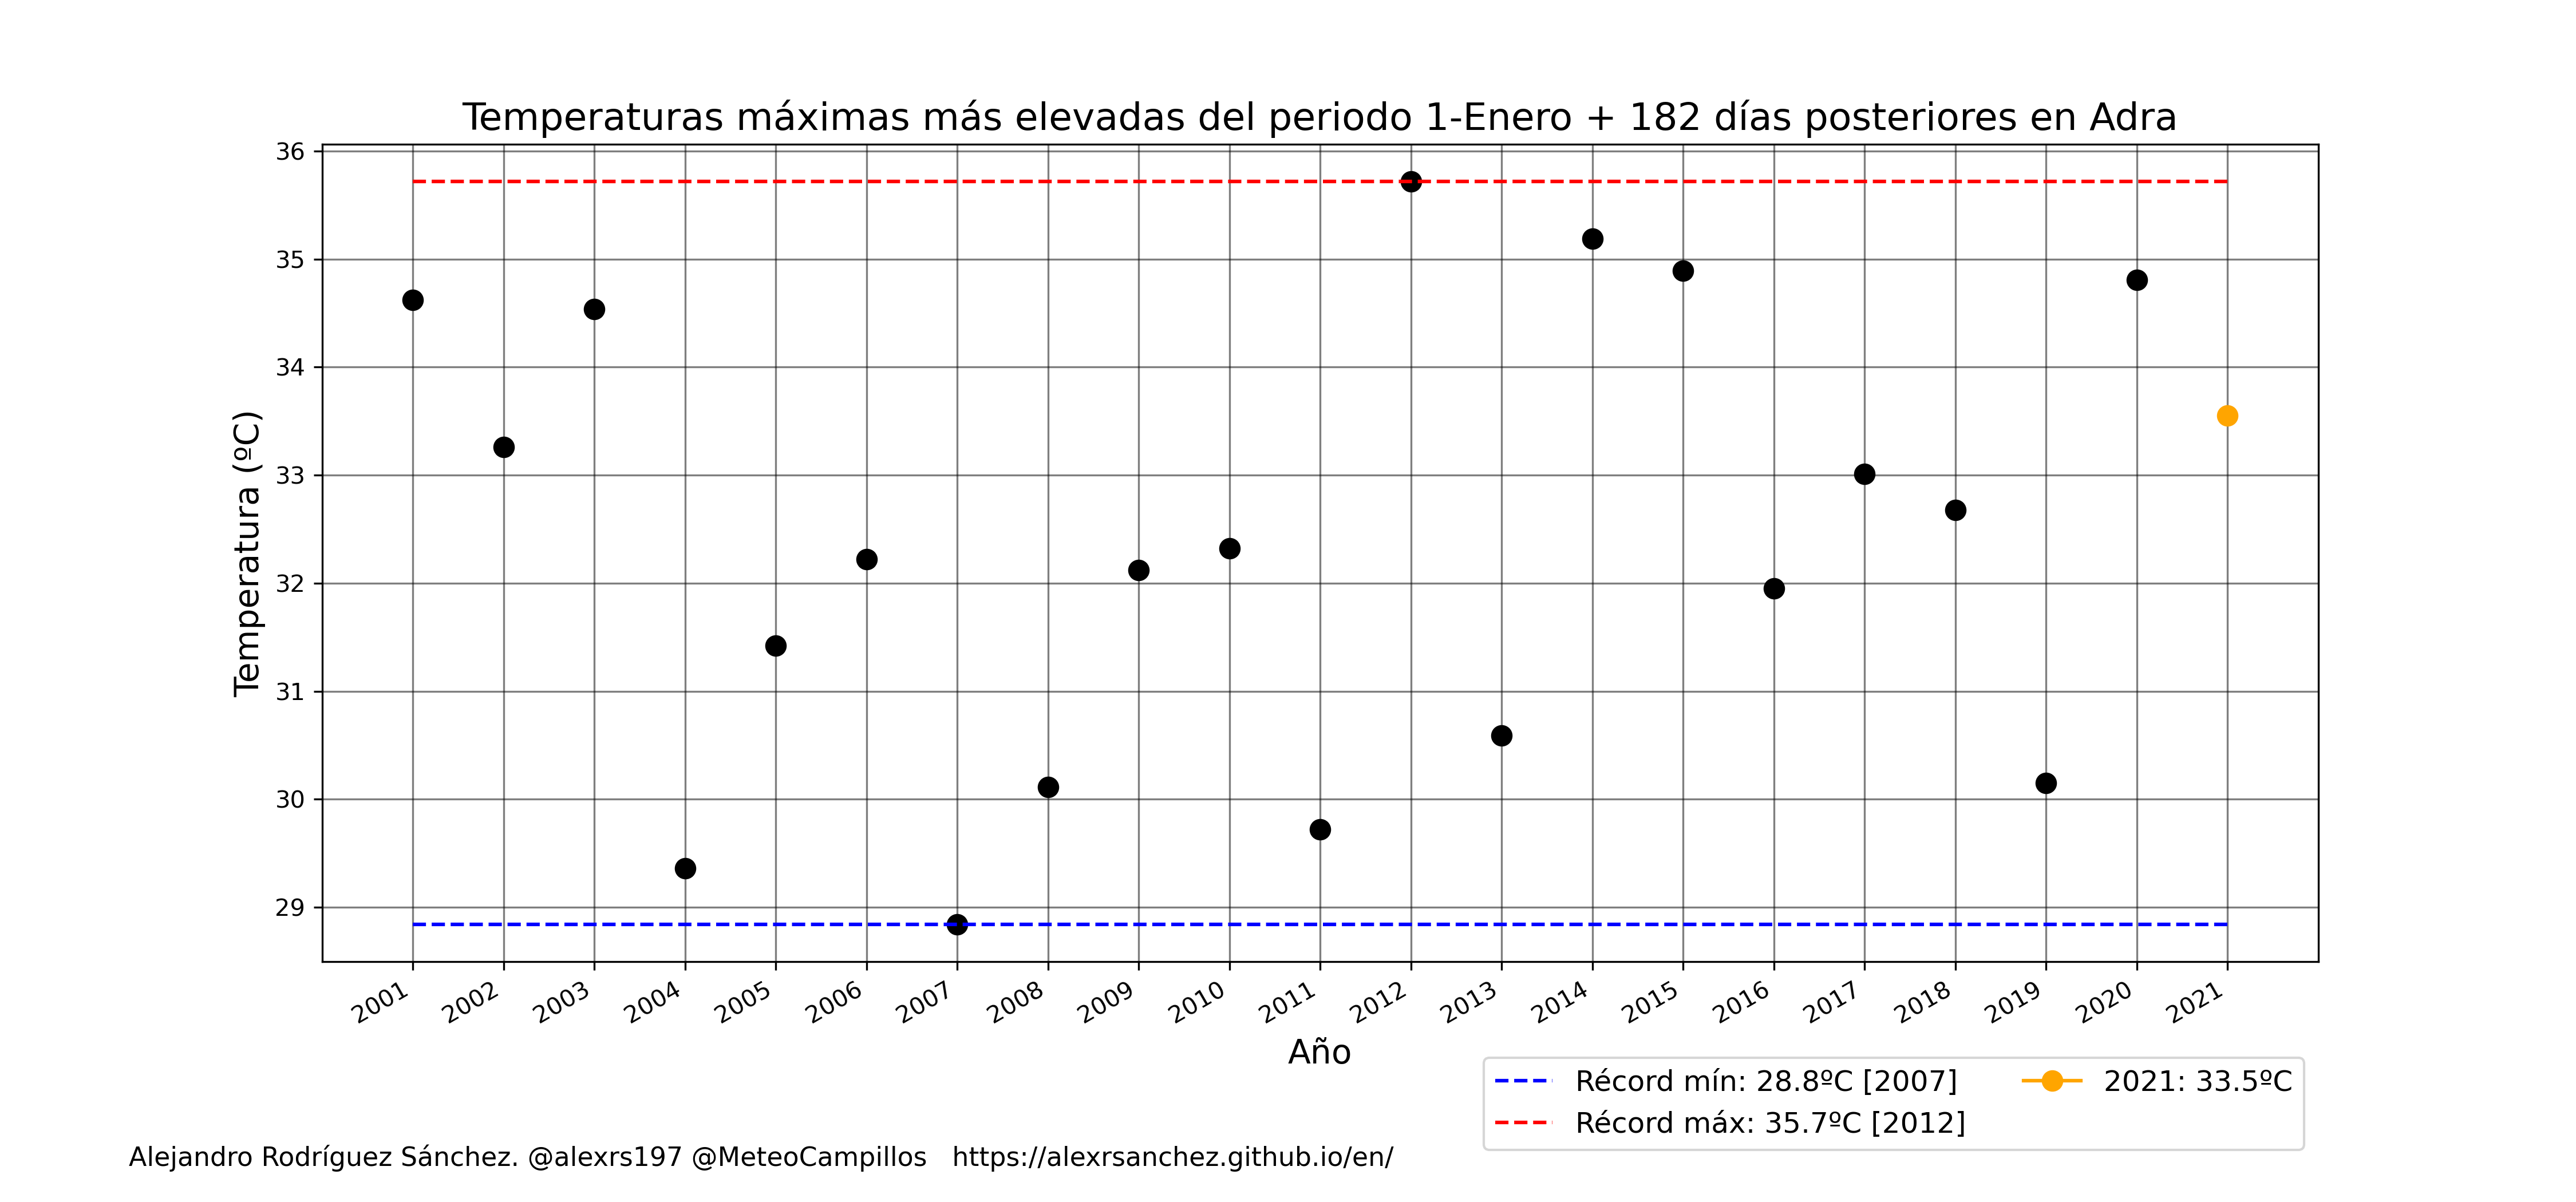 Temperaturas máximas más elevadas del periodo 1-Enero + 182 días posteriores en Adra
Temperatura (ºC)
36
35
34
33
32
31
30
29
2001 2002 2003 2004 2005 2006 2007 2008 2009 2010 2011 2012 2013 2014 2015 2016 2017 2018 2019 2020 2021
Año
Récord mín: 28.8ºC [2007]
Récord máx: 35.7ºC [2012]
2021: 33.5ºC
Alejandro Rodríguez Sánchez. @alexrs197 @MeteoCampillos https://alexrsanchez.github.io/en/